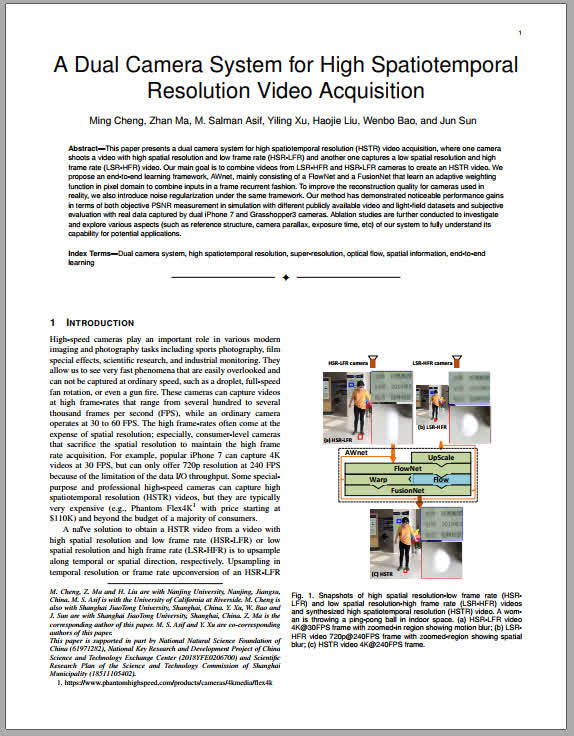 1
A Dual Camera System for High Spatiotemporal
Resolution Video Acquisition
Ming Cheng, Zhan Ma, M. Salman Asif, Yiling Xu, Haojie Liu, Wenbo Bao, and Jun Sun
Abstract—This paper presents a dual camera system for high spatiotemporal resolution (HSTR) video acquisition, where one camera
shoots a video with high spatial resolution and low frame rate (HSR-LFR) and another one captures a low spatial resolution and high
frame rate (LSR-HFR) video. Our main goal is to combine videos from LSR-HFR and HSR-LFR cameras to create an HSTR video. We
propose an end-to-end learning framework, AWnet, mainly consisting of a FlowNet and a FusionNet that learn an adaptive weighting
function in pixel domain to combine inputs in a frame recurrent fashion. To improve the reconstruction quality for cameras used in
reality, we also introduce noise regularization under the same framework. Our method has demonstrated noticeable performance gains
in terms of both objective PSNR measurement in simulation with different publicly available video and light-field datasets and subjective
evaluation with real data captured by dual iPhone 7 and Grasshopper3 cameras. Ablation studies are further conducted to investigate
and explore various aspects (such as reference structure, camera parallax, exposure time, etc) of our system to fully understand its
capability for potential applications.
Index Terms—Dual camera system, high spatiotemporal resolution, super-resolution, optical flow, spatial information, end-to-end
learning
1 INTRODUCTION
High-speed cameras play an important role in various modern
imaging and photography tasks including sports photography, film
special effects, scientific research, and industrial monitoring. They
allow us to see very fast phenomena that are easily overlooked and
can not be captured at ordinary speed, such as a droplet, full-speed
fan rotation, or even a gun fire. These cameras can capture videos
at high frame-rates that range from several hundred to several
thousand frames per second (FPS), while an ordinary camera
operates at 30 to 60 FPS. The high frame-rates often come at the
expense of spatial resolution; especially, consumer-level cameras
that sacrifice the spatial resolution to maintain the high frame
rate acquisition. For example, popular iPhone 7 can capture 4K
videos at 30 FPS, but can only offer 720p resolution at 240 FPS
because of the limitation of the data I/O throughput. Some special-
purpose and professional high-speed cameras can capture high
spatiotemporal resolution (HSTR) videos, but they are typically
very expensive (e.g., Phantom Flex4K1 with price starting at
$110K) and beyond the budget of a majority of consumers.
A naïve solution to obtain a HSTR video from a video with
high spatial resolution and low frame rate (HSR-LFR) or low
spatial resolution and high frame rate (LSR-HFR) is to upsample
along temporal or spatial direction, respectively. Upsampling in
temporal resolution or frame rate upconversion of an HSR-LFR
M. Cheng, Z. Ma and H. Liu are with Nanjing University, Nanjing, Jiangsu,
China. M. S. Asif is with the University of California at Riverside. M. Cheng is
also with Shanghai JiaoTong University, Shanghai, China. Y. Xu, W. Bao and
J. Sun are with Shanghai JiaoTong University, Shanghai, China. Z. Ma is the
corresponding author of this paper. M. S. Asif and Y. Xu are co-corresponding
authors of this paper.
This paper is supported in part by National Natural Science Foundation of
China (61971282), National Key Research and Development Project of China
Science and Technology Exchange Center (2018YFE0206700) and Scientific
Research Plan of the Science and Technology Commission of Shanghai
Municipality (18511105402).
1. https://www.phantomhighspeed.com/products/cameras/4kmedia/flex4k
HSR-LFR camera
LSR-HFR camera
(a) HSR-LFR
(b) LSR-HFR
AWnet
UpScale
FlowNet
Warp
Flow
FusionNet
(c) HSTR
Fig. 1. Snapshots of high spatial resolution-low frame rate (HSR-
LFR) and low spatial resolution-high frame rate (LSR-HFR) videos
and synthesized high spatiotemporal resolution (HSTR) video. A wom-
an is throwing a ping-pong ball in indoor space. (a) HSR-LFR video
4K@30FPS frame with zoomed-in region showing motion blur; (b) LSR-
HFR video 720p@240FPS frame with zoomed-region showing spatial
blur; (c) HSTR video 4K@240FPS frame.